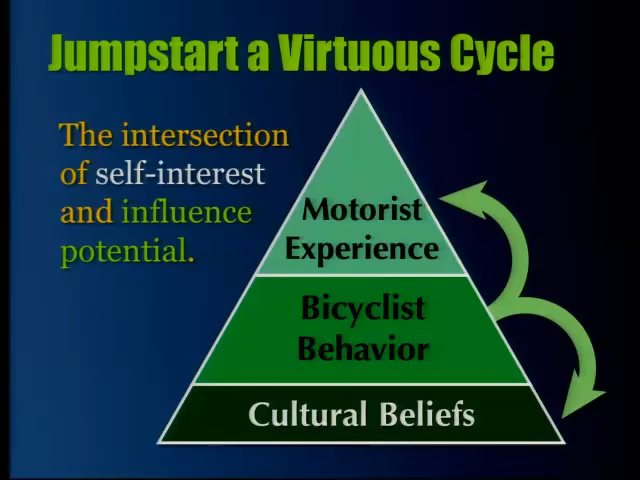 Jumpstart a Virtuous Cycle
The intersection
of self-interest
and influence
potential.
Motorist
Experience
Bicyclist
Behavior
Cultural Beliefs